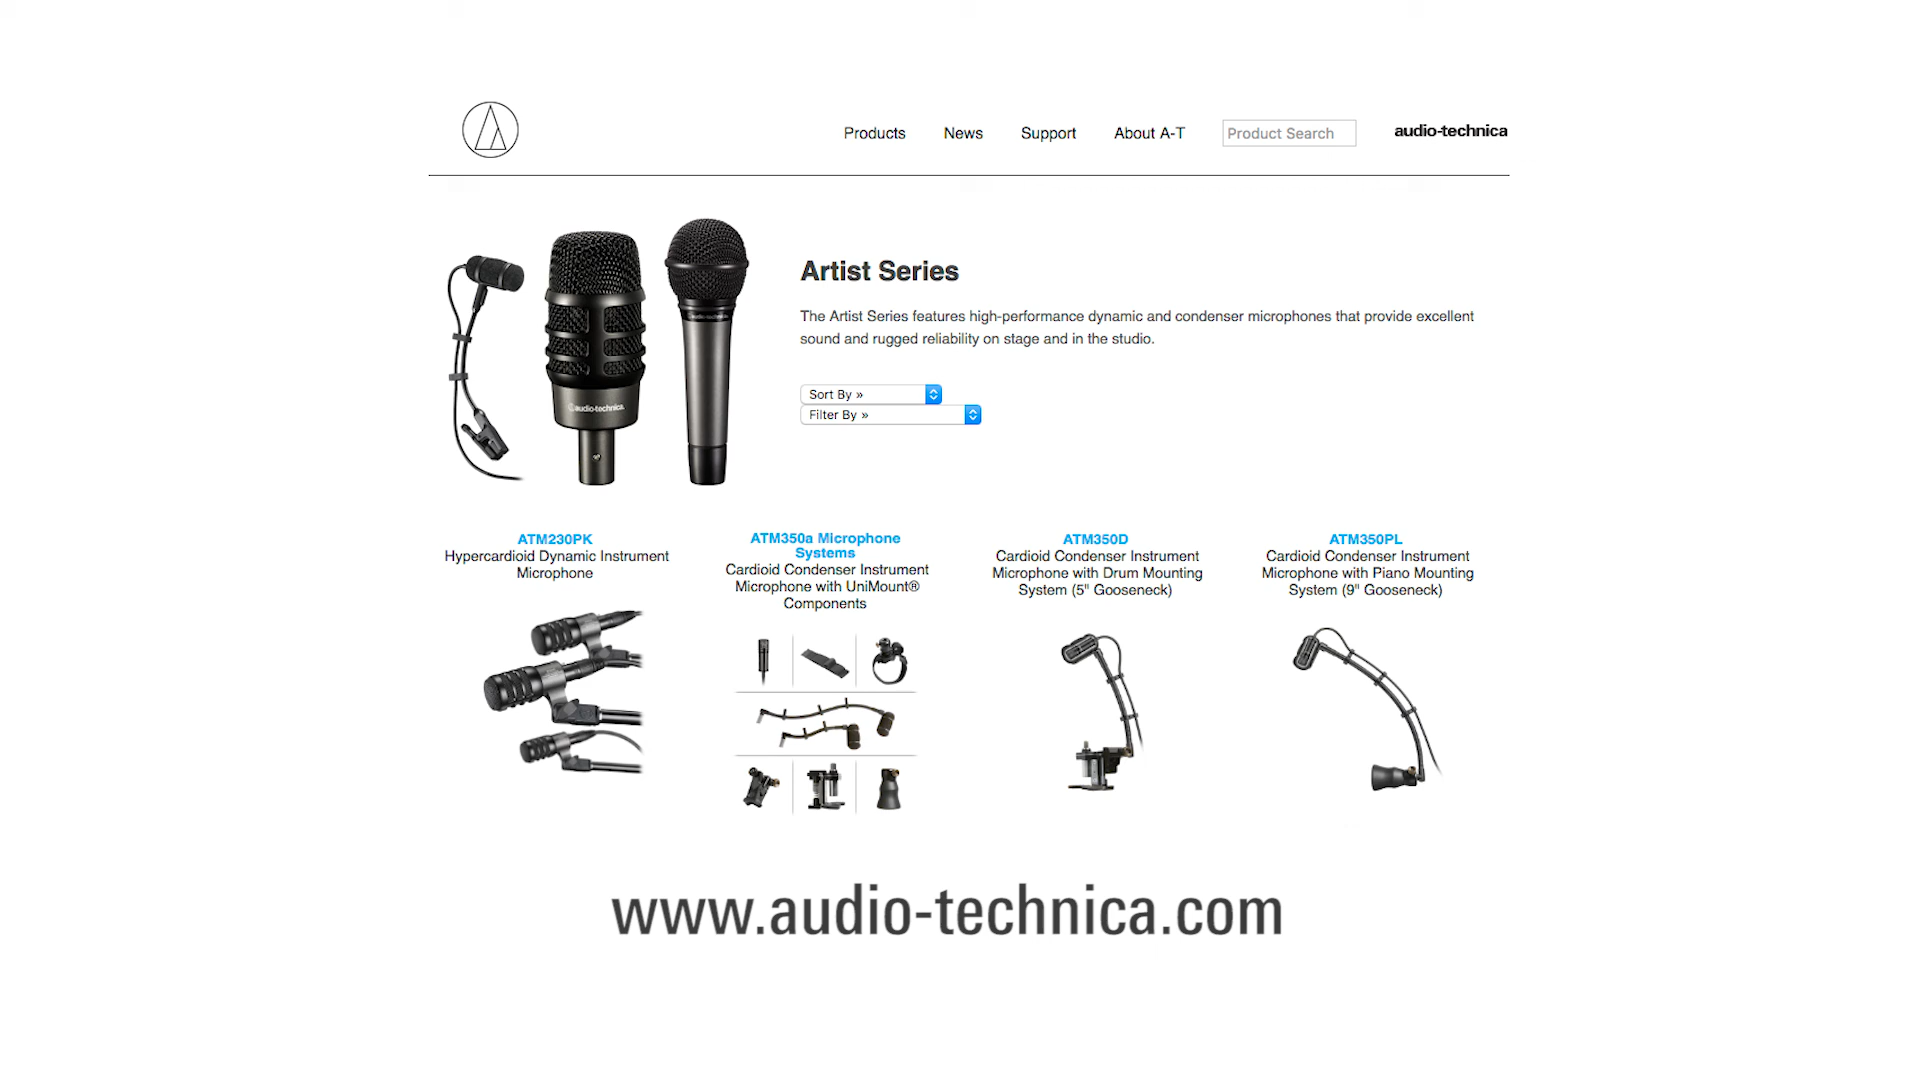 Products
News
Support
About A-T
Product Search
audio-technica
Artist Series
The Artist Series features high-performance dynamic and condenser microphones that provide excellent
sound and rugged reliability on stage and in the studio.
Sort By »
Filter By »
audio-technica
audio-technica.
ATM230PK
Hypercardioid Dynamic Instrument
Microphone
ATM350a Microphone
Systems
Cardioid Condenser Instrument
Microphone with UniMount®
Components
ATM350D
Cardioid Condenser Instrument
Microphone with Drum Mounting
System (5" Gooseneck)
ATM350PL
Cardioid Condenser Instrument
Microphone with Piano Mounting
System (9" Gooseneck)
www.audio-technica.com